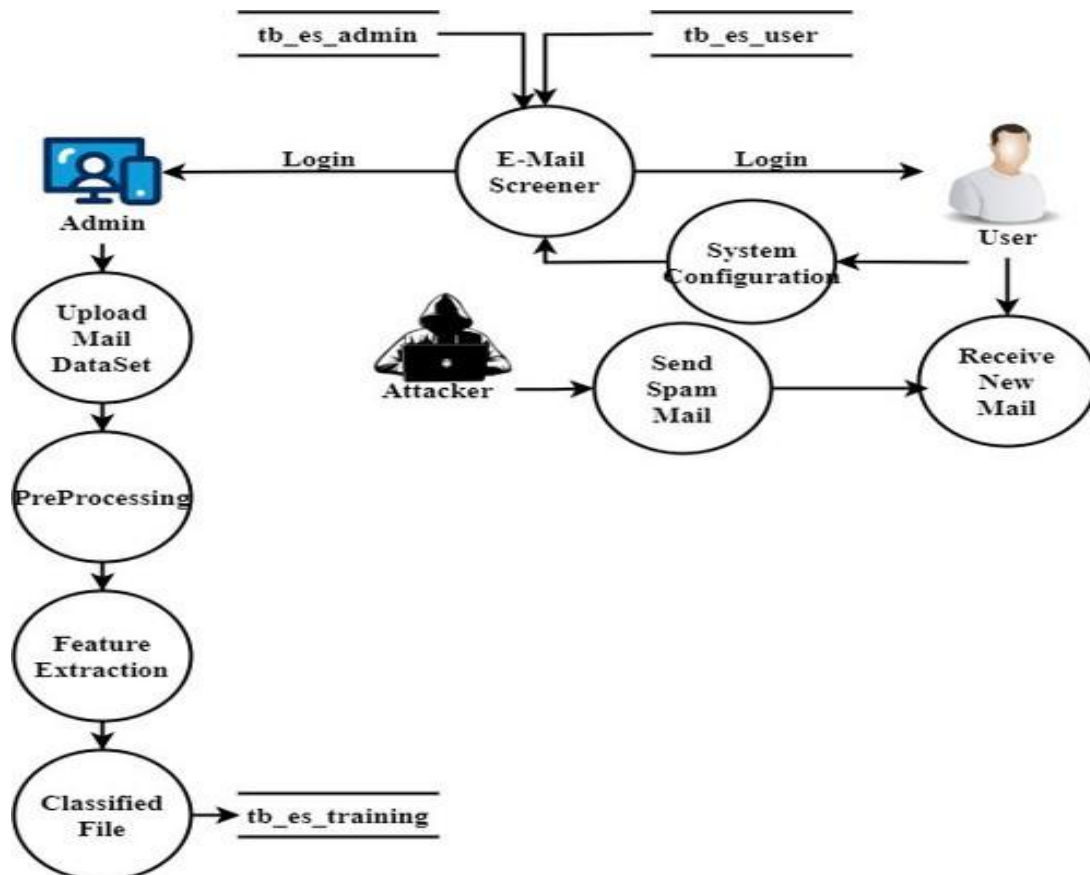 tb_es_admin
tb_es_user
Login
E-Mail
Screener
Login
Admin
User
System
Configuration
Upload
Mail
DataSet
Attacker
Send
Spam
Mail
Receive
New
Mail
PreProcessing
Feature
Extraction
Classified
File
tb_es_training